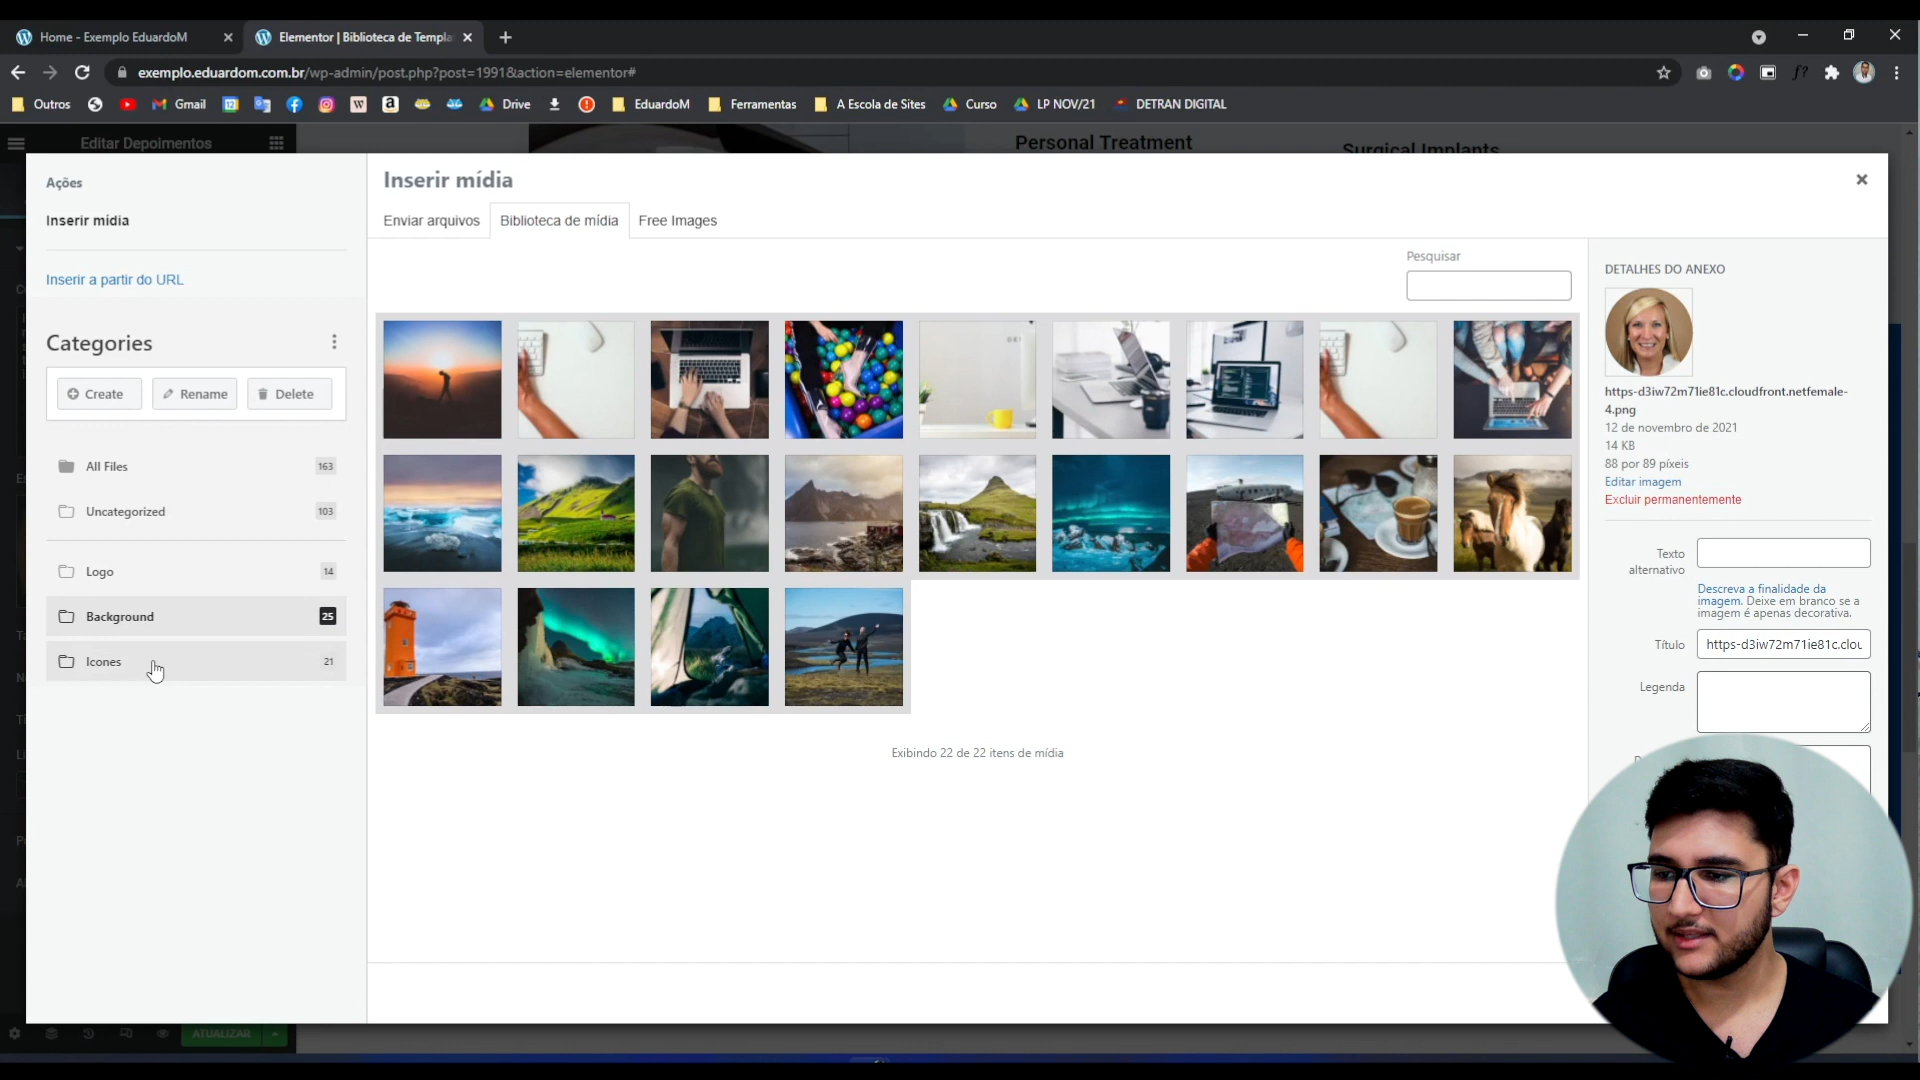 Home - Exemplo EduardoM
Elementor | Biblioteca de Templa
exemplo.eduardom.com.br/wp-admin/post.php?post=1991&action=elementor#
Outros
Gmail
Drive
EduardoM
Ferramentas
A Escola de Sites
Curso
LP NOV/21
DETRAN DIGITAL
Editar Depoimentos
Personal Treatment
Surgical Implants
Ações
Inserir mídia
Inserir a partir do URL
Categories
Create
Rename
Delete
All Files 163
Uncategorized 103
Logo 14
Background 25
Icones 21
Inserir mídia
Enviar arquivos
Biblioteca de mídia
Free Images
Pesquisar
Exibindo 22 de 22 itens de mídia
DETALHES DO ANEXO
https-d3iw72m71ie81c.cloudfront.netfemale-
4.png
12 de novembro de 2021
14 KB
88 por 89 píxeis
Editar imagem
Excluir permanentemente
Texto
alternativo
Descreva a finalidade da
imagem. Deixe em branco se a
imagem é apenas decorativa.
Título
https-d3iw72m71ie81c.clou
Legenda
ATUALIZAR